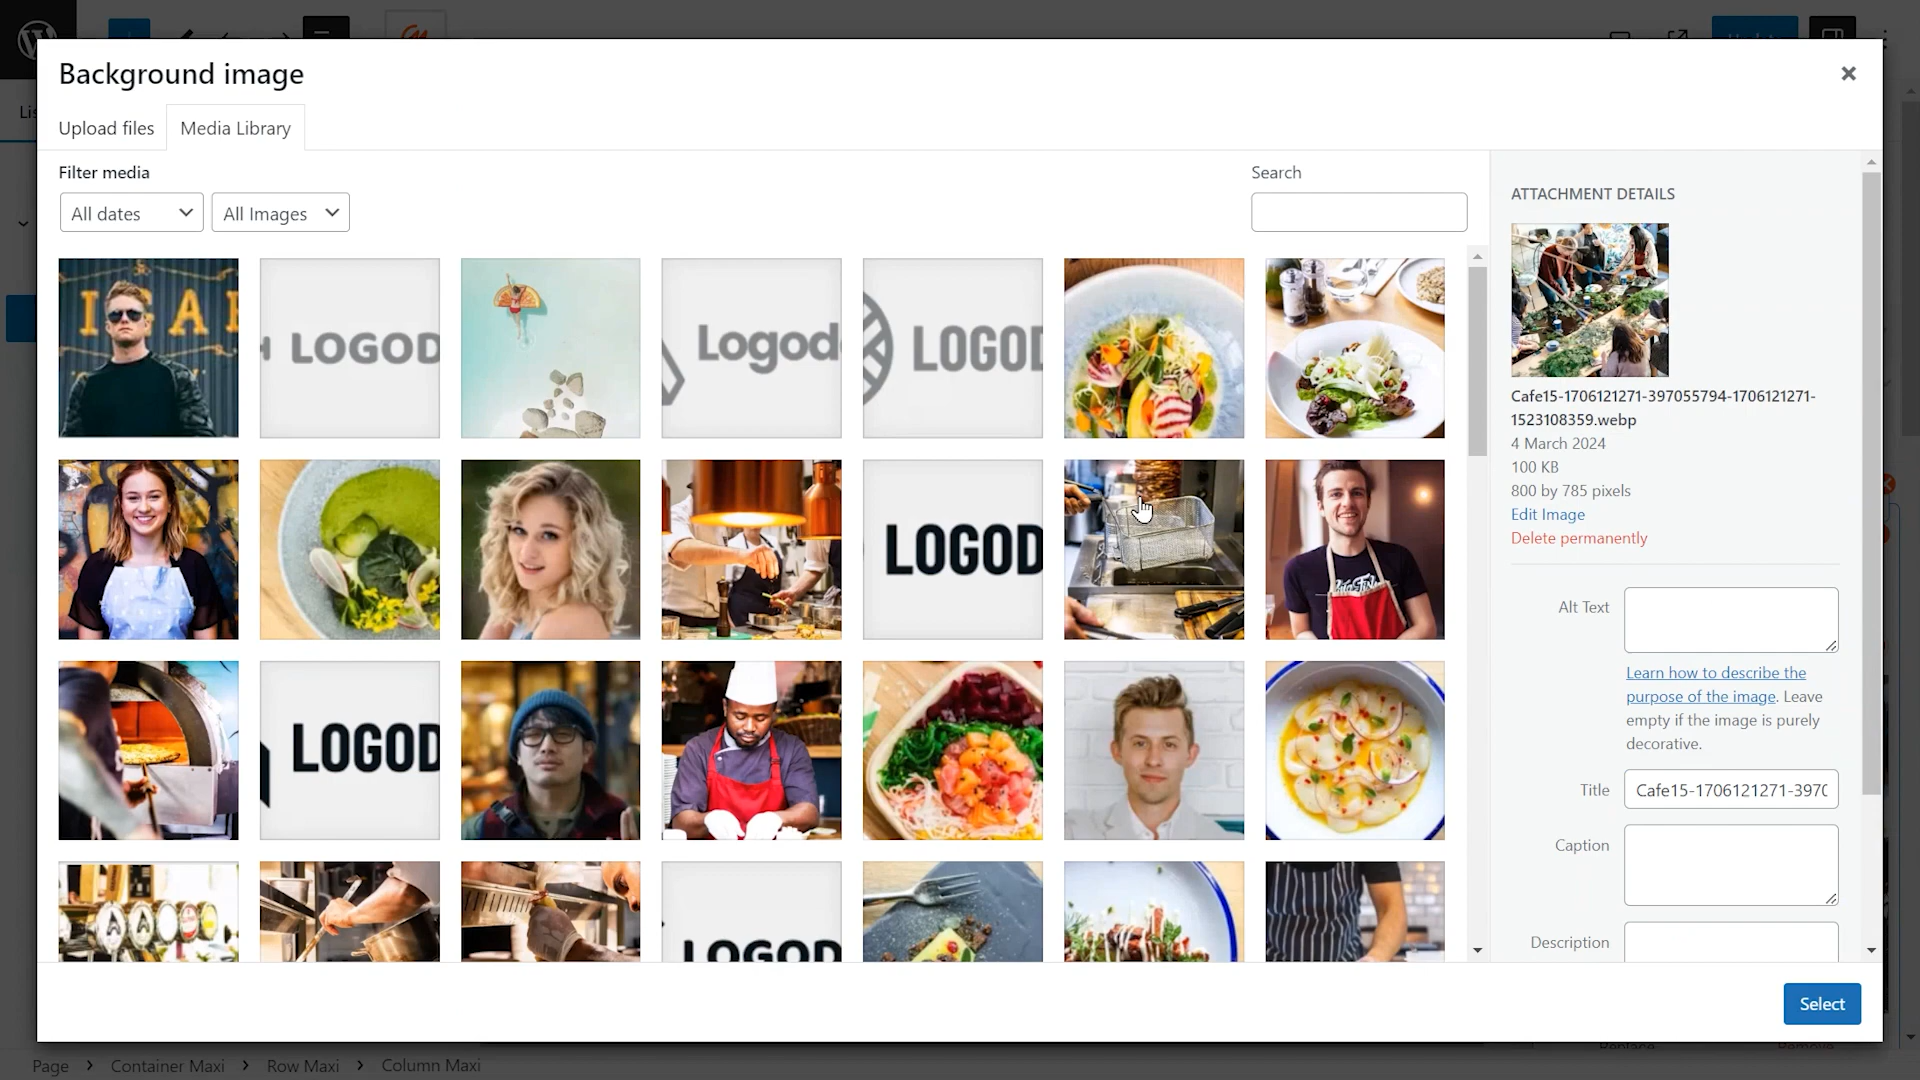 Background image
Upload files
Media Library
Filter media
Search
All dates
All Images
ATTACHMENT DETAILS
Cafe15-1706121271-397055794-1706121271-
1523108359.webp
4 March 2024
100 KB
800 by 785 pixels
Edit Image
Delete permanently
Alt Text
Learn how to describe the
purpose of the image. Leave
empty if the image is purely
decorative.
Title
Cafe15-1706121271-397(
Caption
Description
LOGOD
Logod
LOGOD
LOGOD
LOGOD
LOGOD
Select
Page
Container Maxi
Row Maxi
Column Maxi